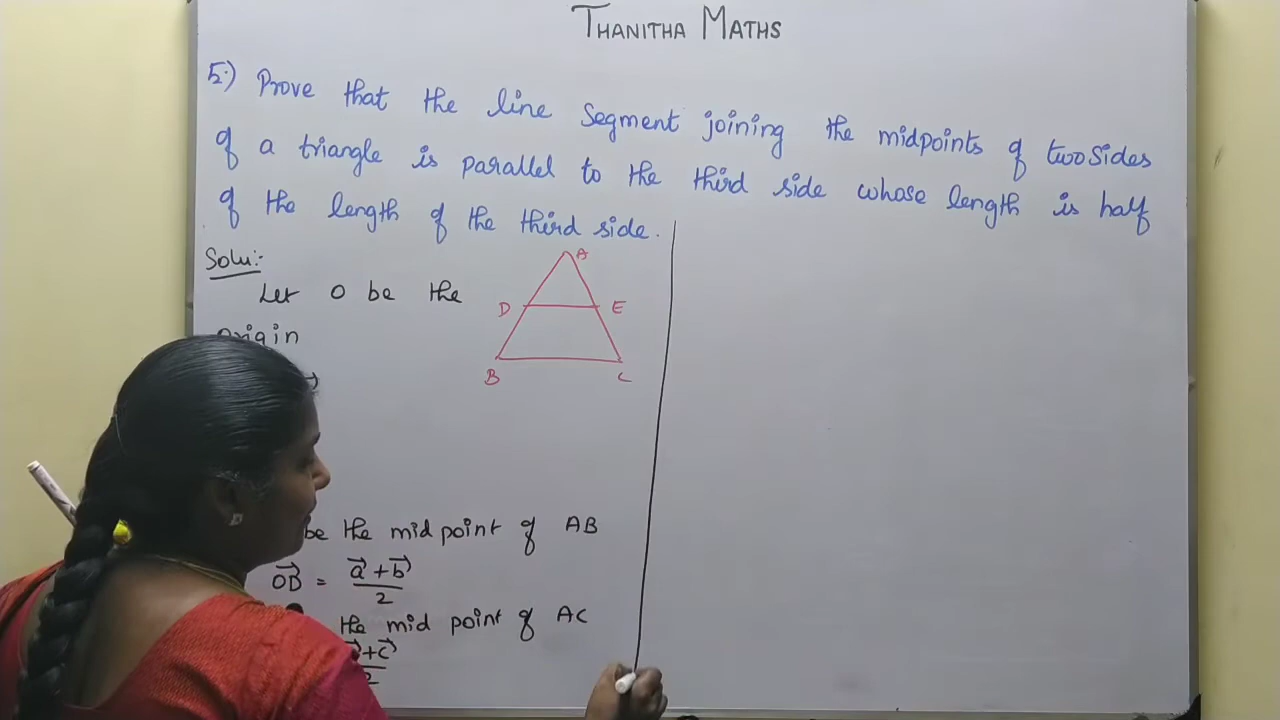 THANITHA MATHS
5.) Prove that the line segment joining the midpoints of two sides
of a triangle is parallel to the third side whose length is half
of the length of the third side.
Solu:-
Let O be the
origin
A
D E
B C
be the mid point of AB
OD⃗ = a⃗ + b⃗ / 2
the mid point of AC
+ c⃗ / 2